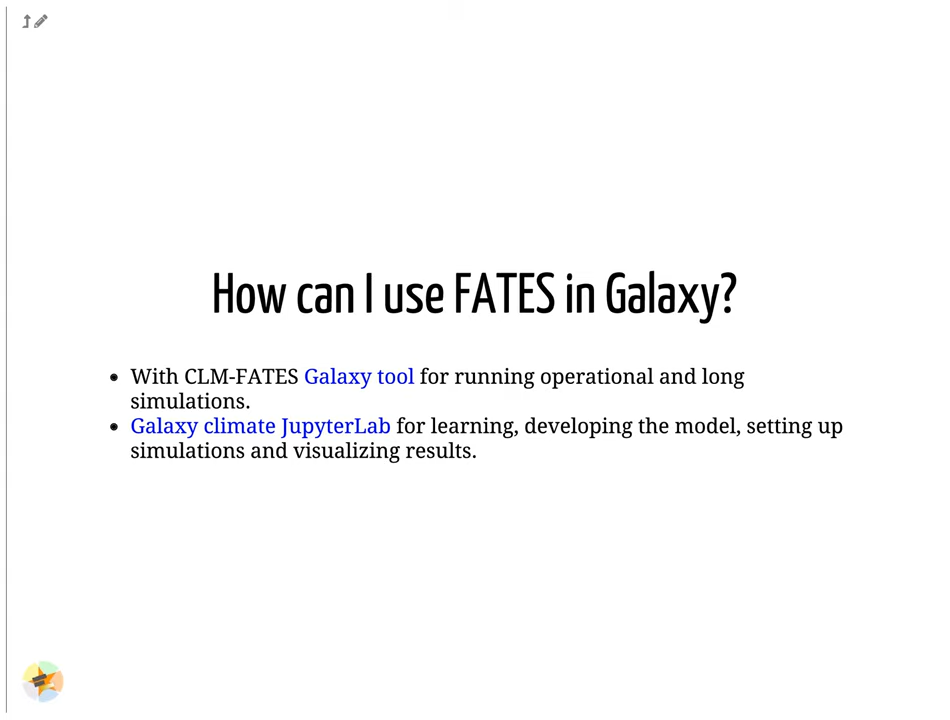 How can I use FATES in Galaxy?
With CLM-FATES Galaxy tool for running operational and long
simulations.
Galaxy climate JupyterLab for learning, developing the model, setting up
simulations and visualizing results.